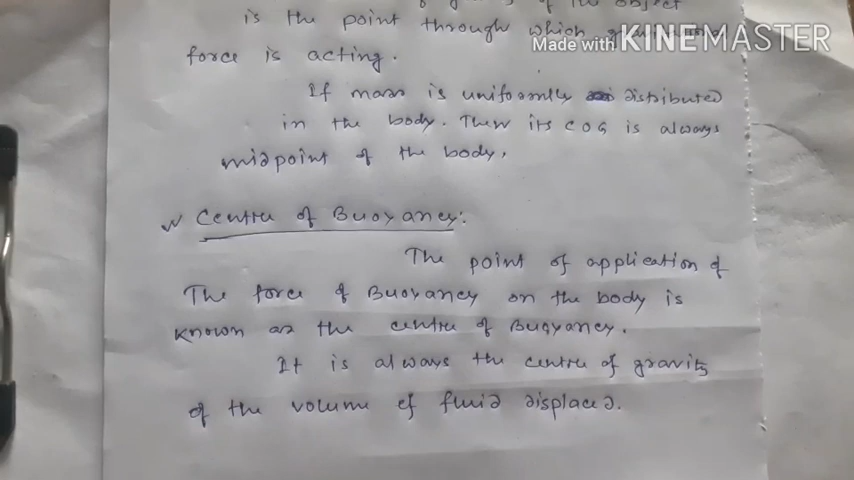 of the object
is the point through which
Made with KINEMASTER
force is acting.
If mass is uniformly distributed
in the body. Then its COG is always
midpoint of the body.
Centre of Buoyancy:
The point of application of
The force of Buoyancy on the body is
known as the centre of Buoyancy.
It is always the centre of gravity
of the volume of fluid displaced.